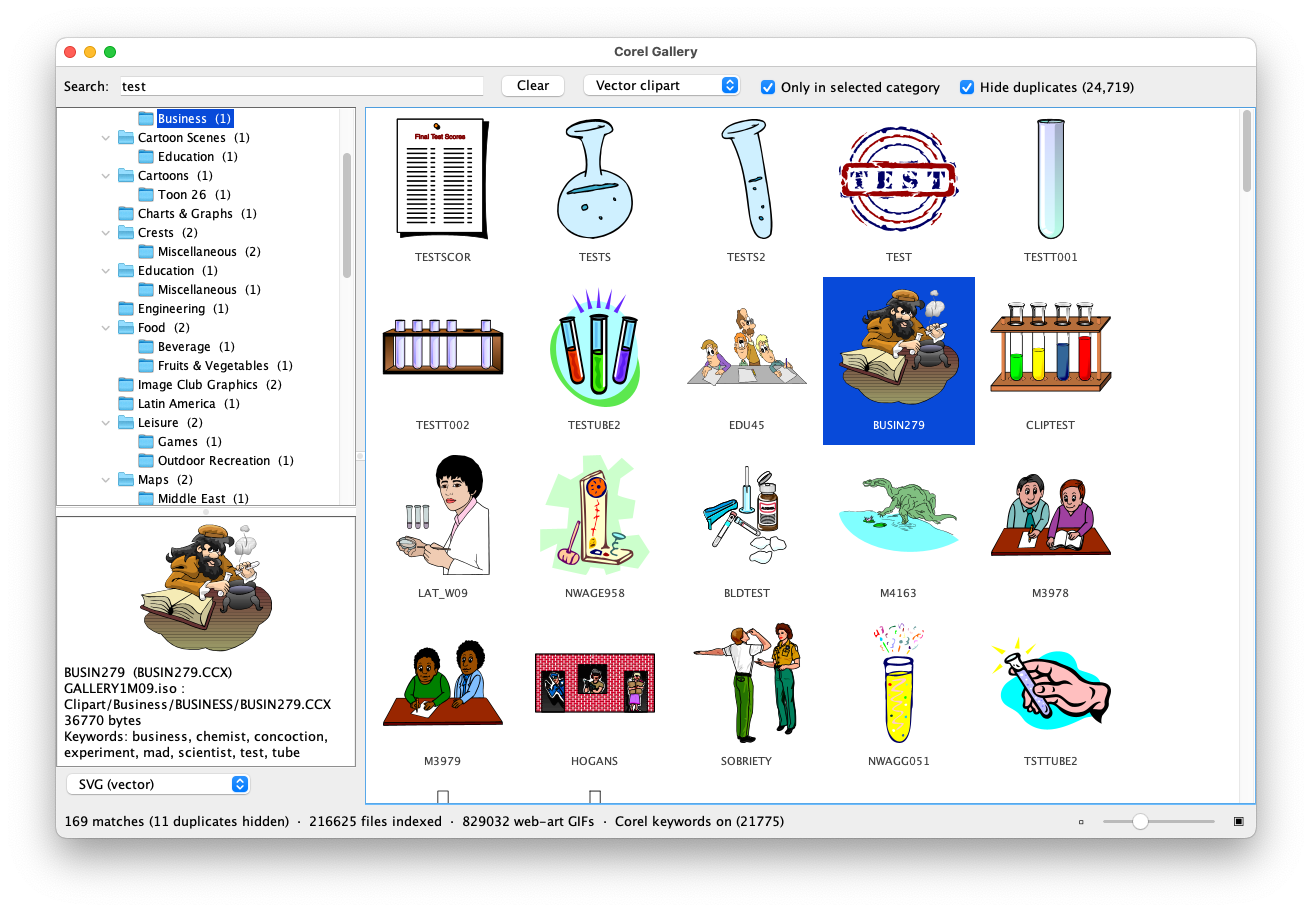 Corel Gallery
Search: test Clear Vector clipart Only in selected category Hide duplicates (24,719)
Business (1)
Cartoon Scenes (1)
Education (1)
Cartoons (1)
Toon 26 (1)
Charts & Graphs (1)
Crests (2)
Miscellaneous (2)
Education (1)
Miscellaneous (1)
Engineering (1)
Food (2)
Beverage (1)
Fruits & Vegetables (1)
Image Club Graphics (2)
Latin America (1)
Leisure (2)
Games (1)
Outdoor Recreation (1)
Maps (2)
Middle East (1)
BUSIN279 (BUSIN279.CCX)
GALLERY1M09.iso :
Clipart/Business/BUSINESS/BUSIN279.CCX
36770 bytes
Keywords: business, chemist, concoction,
experiment, mad, scientist, test, tube
SVG (vector)
Final Test Scores
TEST
TESTSCOR TESTS TESTS2 TEST TESTT001
TESTT002 TESTUBE2 EDU45 BUSIN279 CLIPTEST
LAT_W09 NWAGE958 BLDTEST M4163 M3978
M3979 HOGANS SOBRIETY NWAGG051 TSTTUBE2
169 matches (11 duplicates hidden) · 216625 files indexed · 829032 web-art GIFs · Corel keywords on (21775)